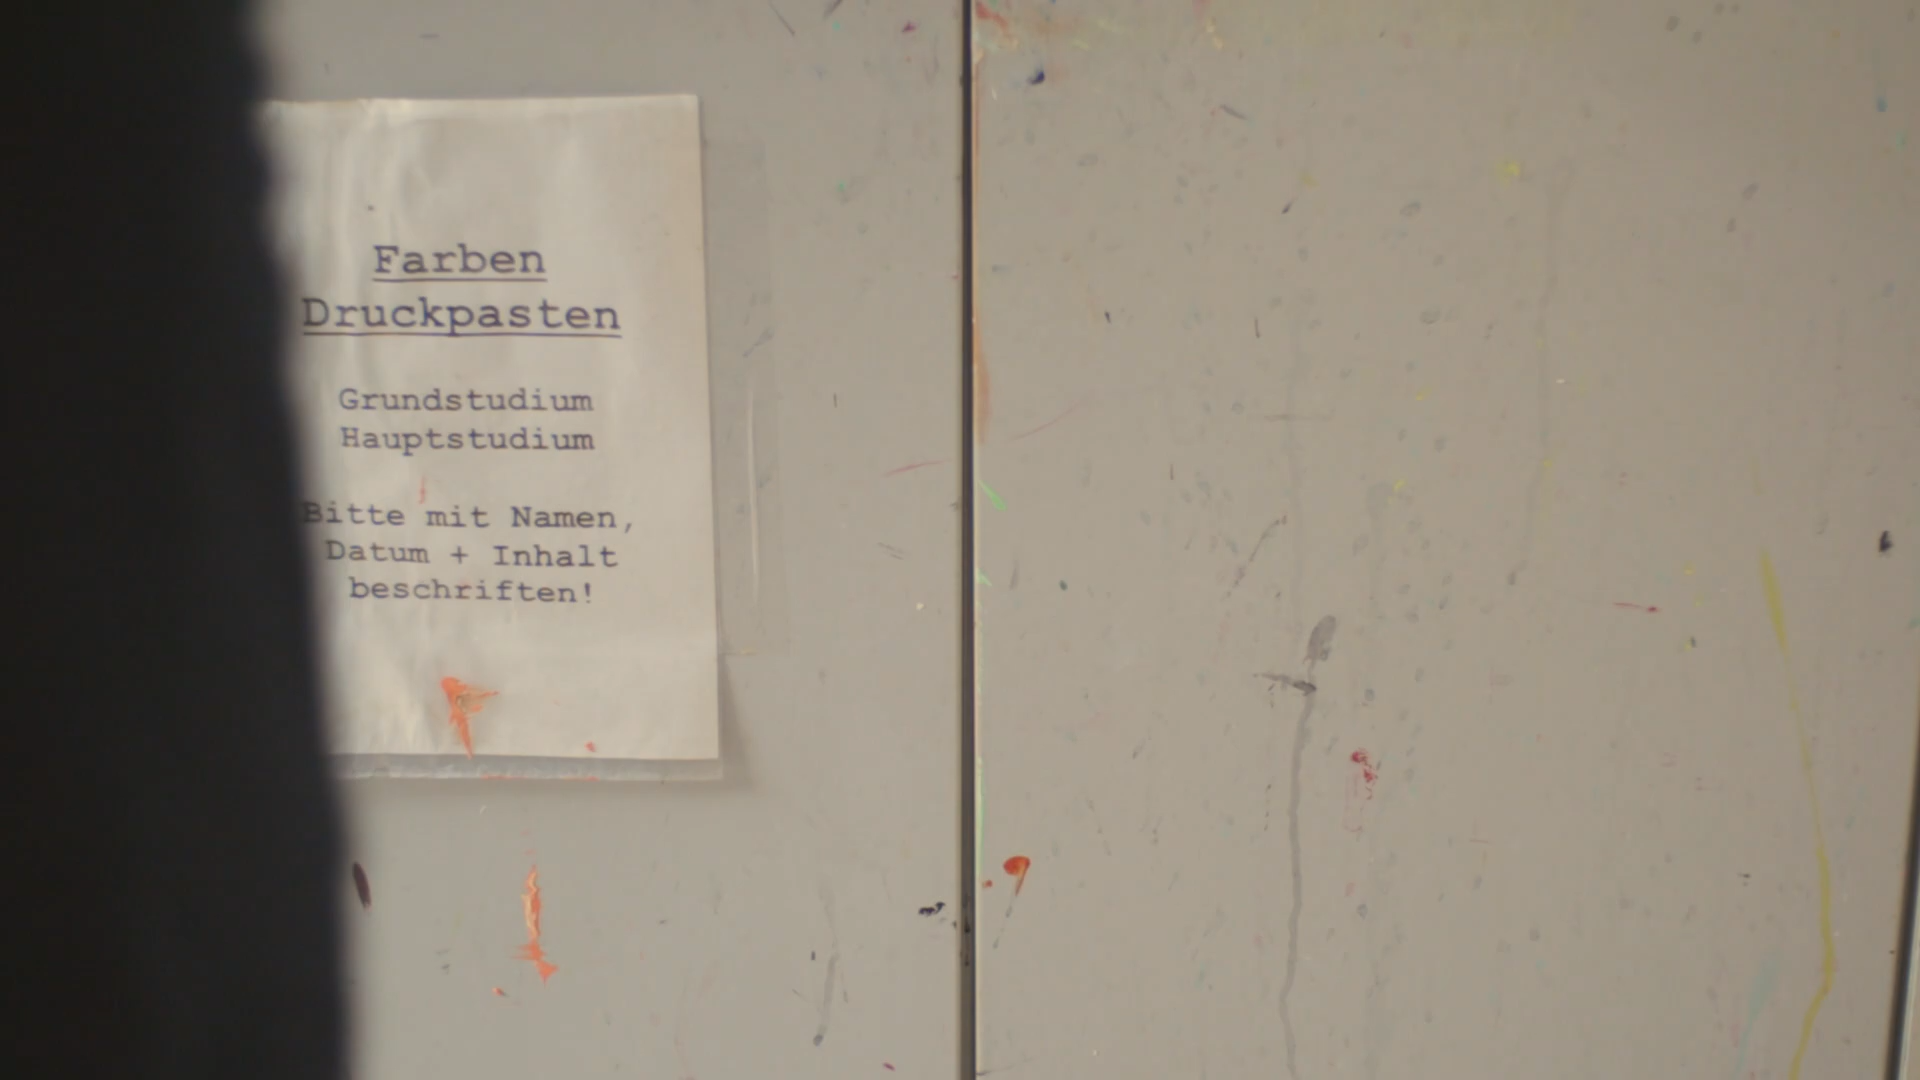 Farben
Druckpasten
Grundstudium
Hauptstudium
Bitte mit Namen,
Datum + Inhalt
beschriften!